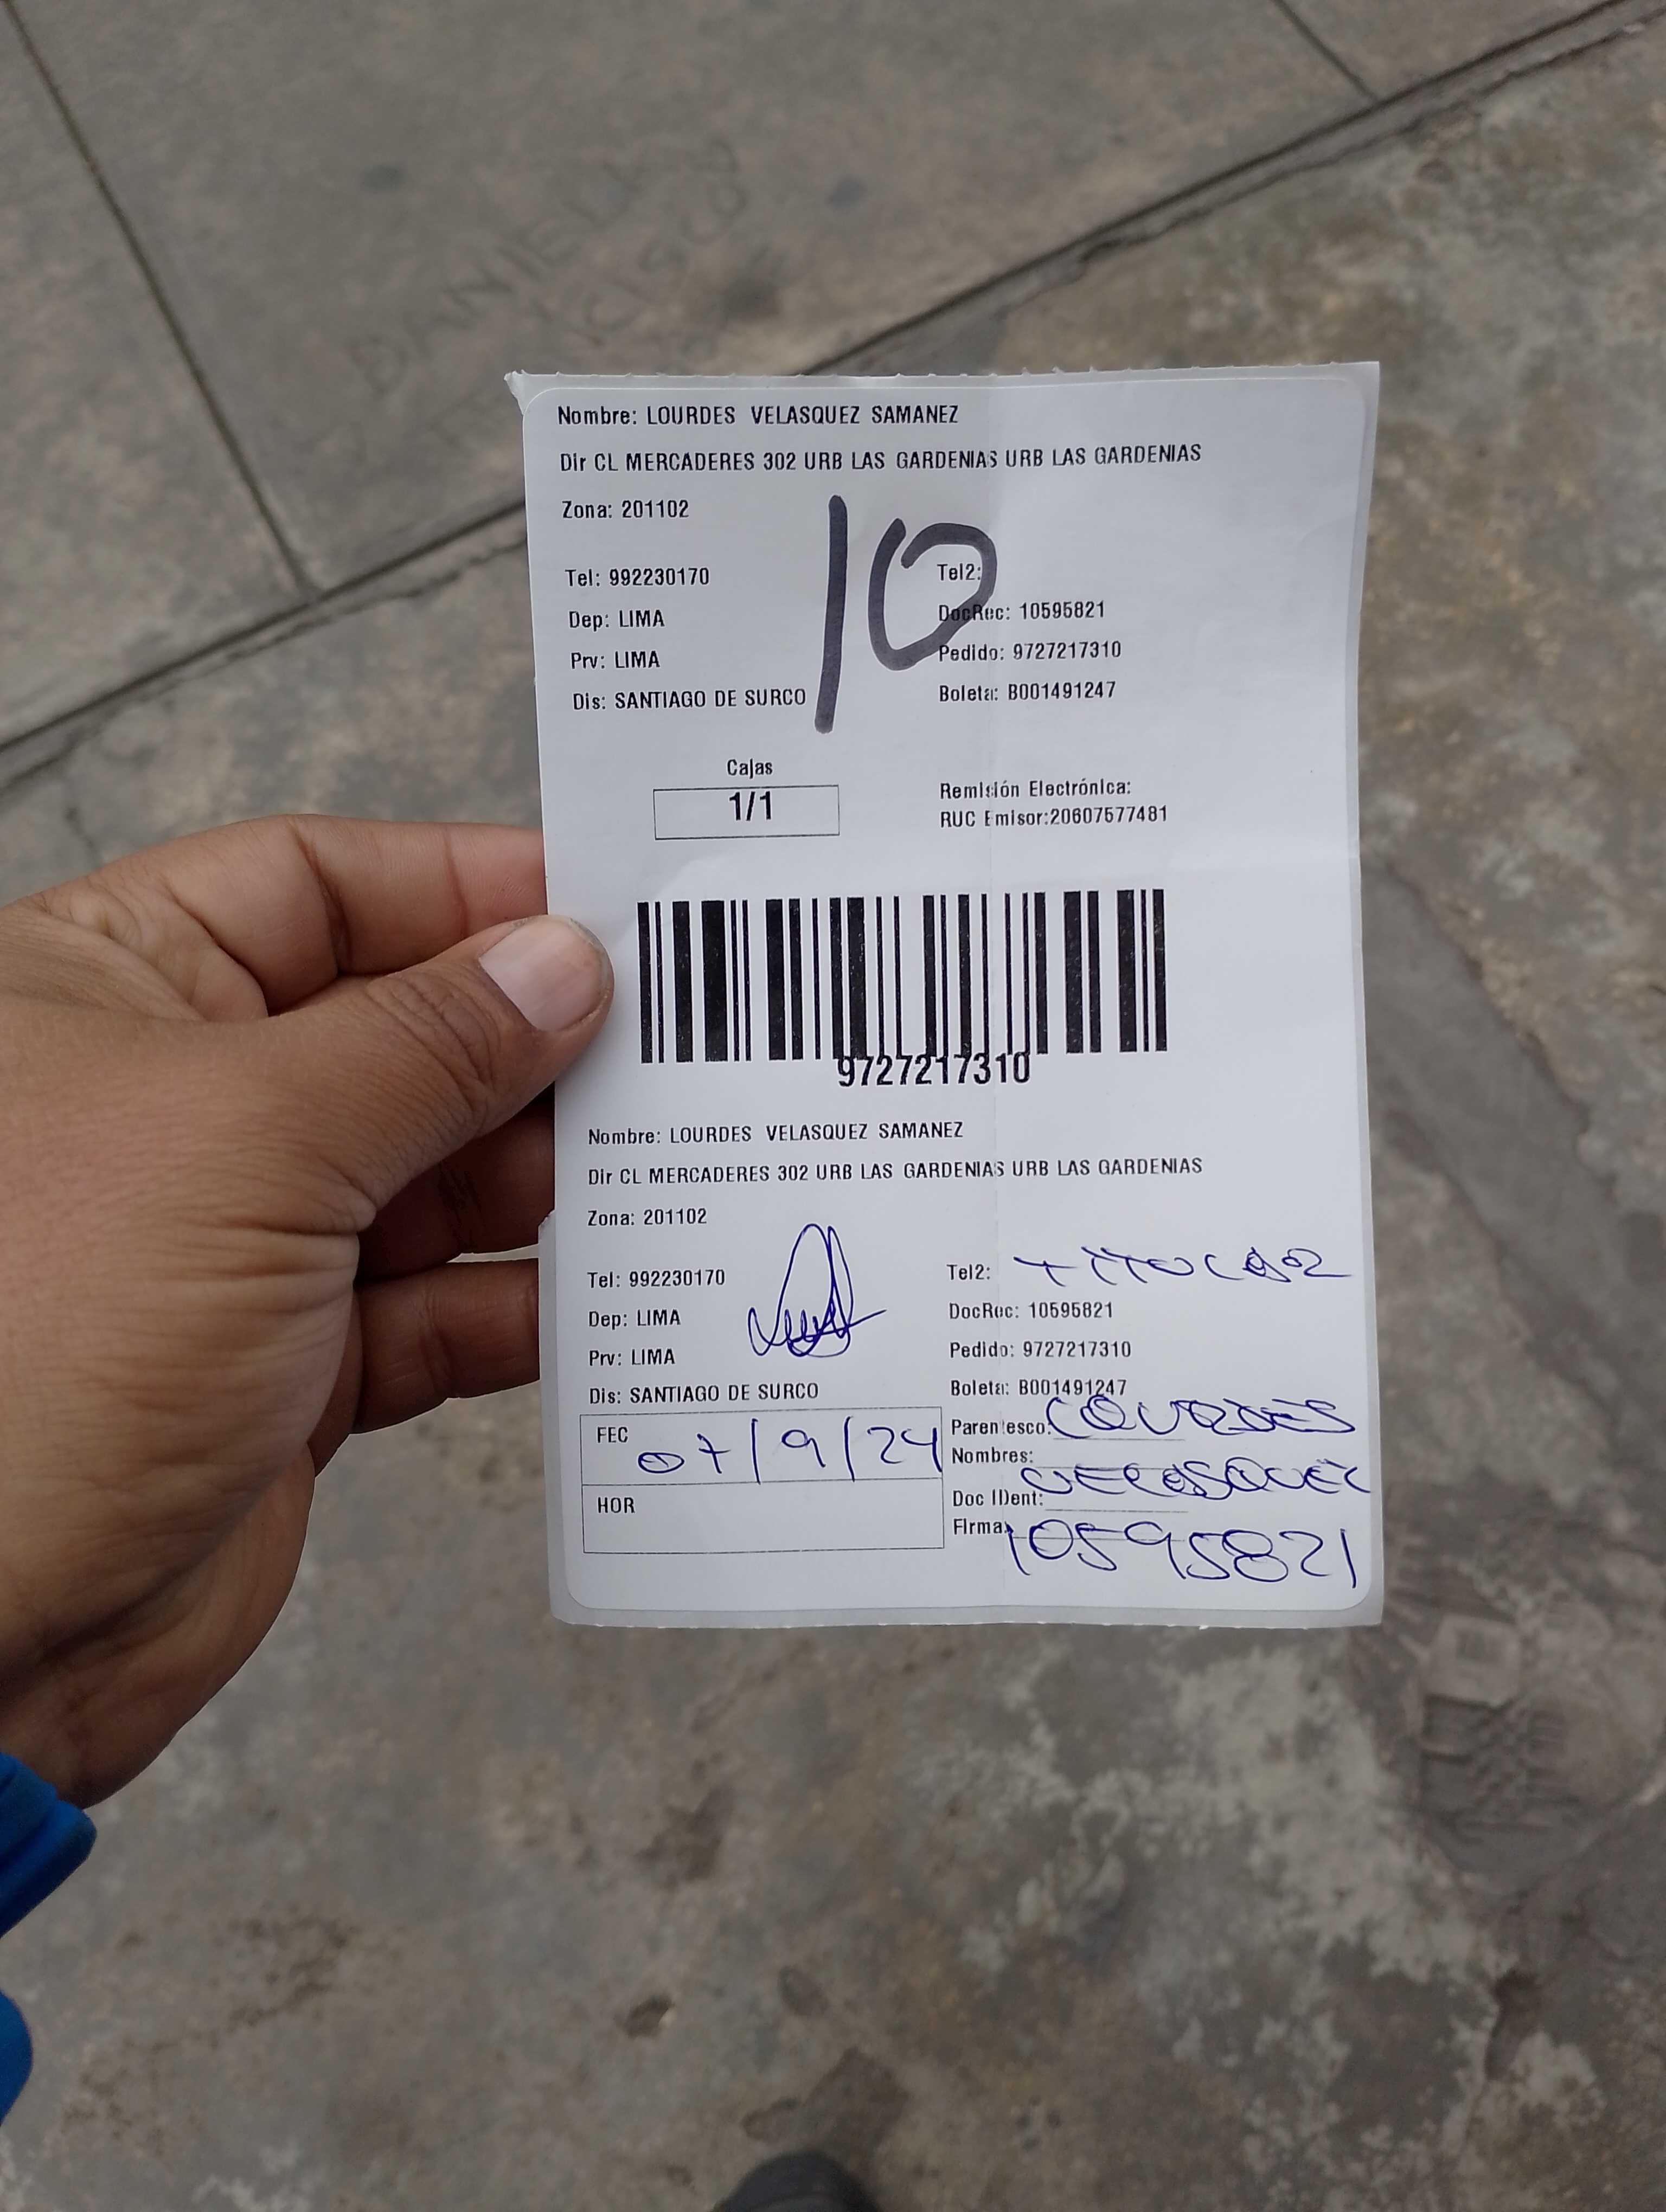 Nombre: LOURDES VELASQUEZ SAMANEZ
Dir CL MERCADERES 302 URB LAS GARDENIAS URB LAS GARDENIAS
Zona: 201102
10
Tel: 992230170 Tel2:
Dep: LIMA DocRec: 10595821
Prv: LIMA Pedido: 9727217310
Dis: SANTIAGO DE SURCO Boleta: B001491247
Cajas
1/1
Remisión Electrónica:
RUC Emisor:20607577481
9727217310
Nombre: LOURDES VELASQUEZ SAMANEZ
Dir CL MERCADERES 302 URB LAS GARDENIAS URB LAS GARDENIAS
Zona: 201102
Tel: 992230170 Tel2:
Dep: LIMA DocRec: 10595821
Prv: LIMA Pedido: 9727217310
Dis: SANTIAGO DE SURCO Boleta: B001491247
FEC 07/9/24
HOR
Parentesco: LOURDES
Nombres:
VELASQUEZ
Doc IDent:
Firma: 10595821